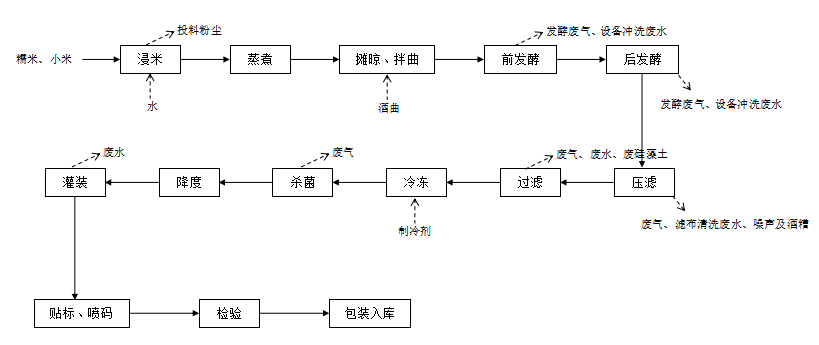 投料粉尘
发酵废气、设备冲洗废水
糯米、小米
浸米
蒸煮
摊晾、拌曲
前发酵
后发酵
水
酒曲
发酵废气、设备冲洗废水
废水
废气
废气、废水、废硅藻土
灌装
降度
杀菌
冷冻
过滤
压滤
制冷剂
废气、滤布清洗废水、噪声及酒糟
贴标、喷码
检验
包装入库